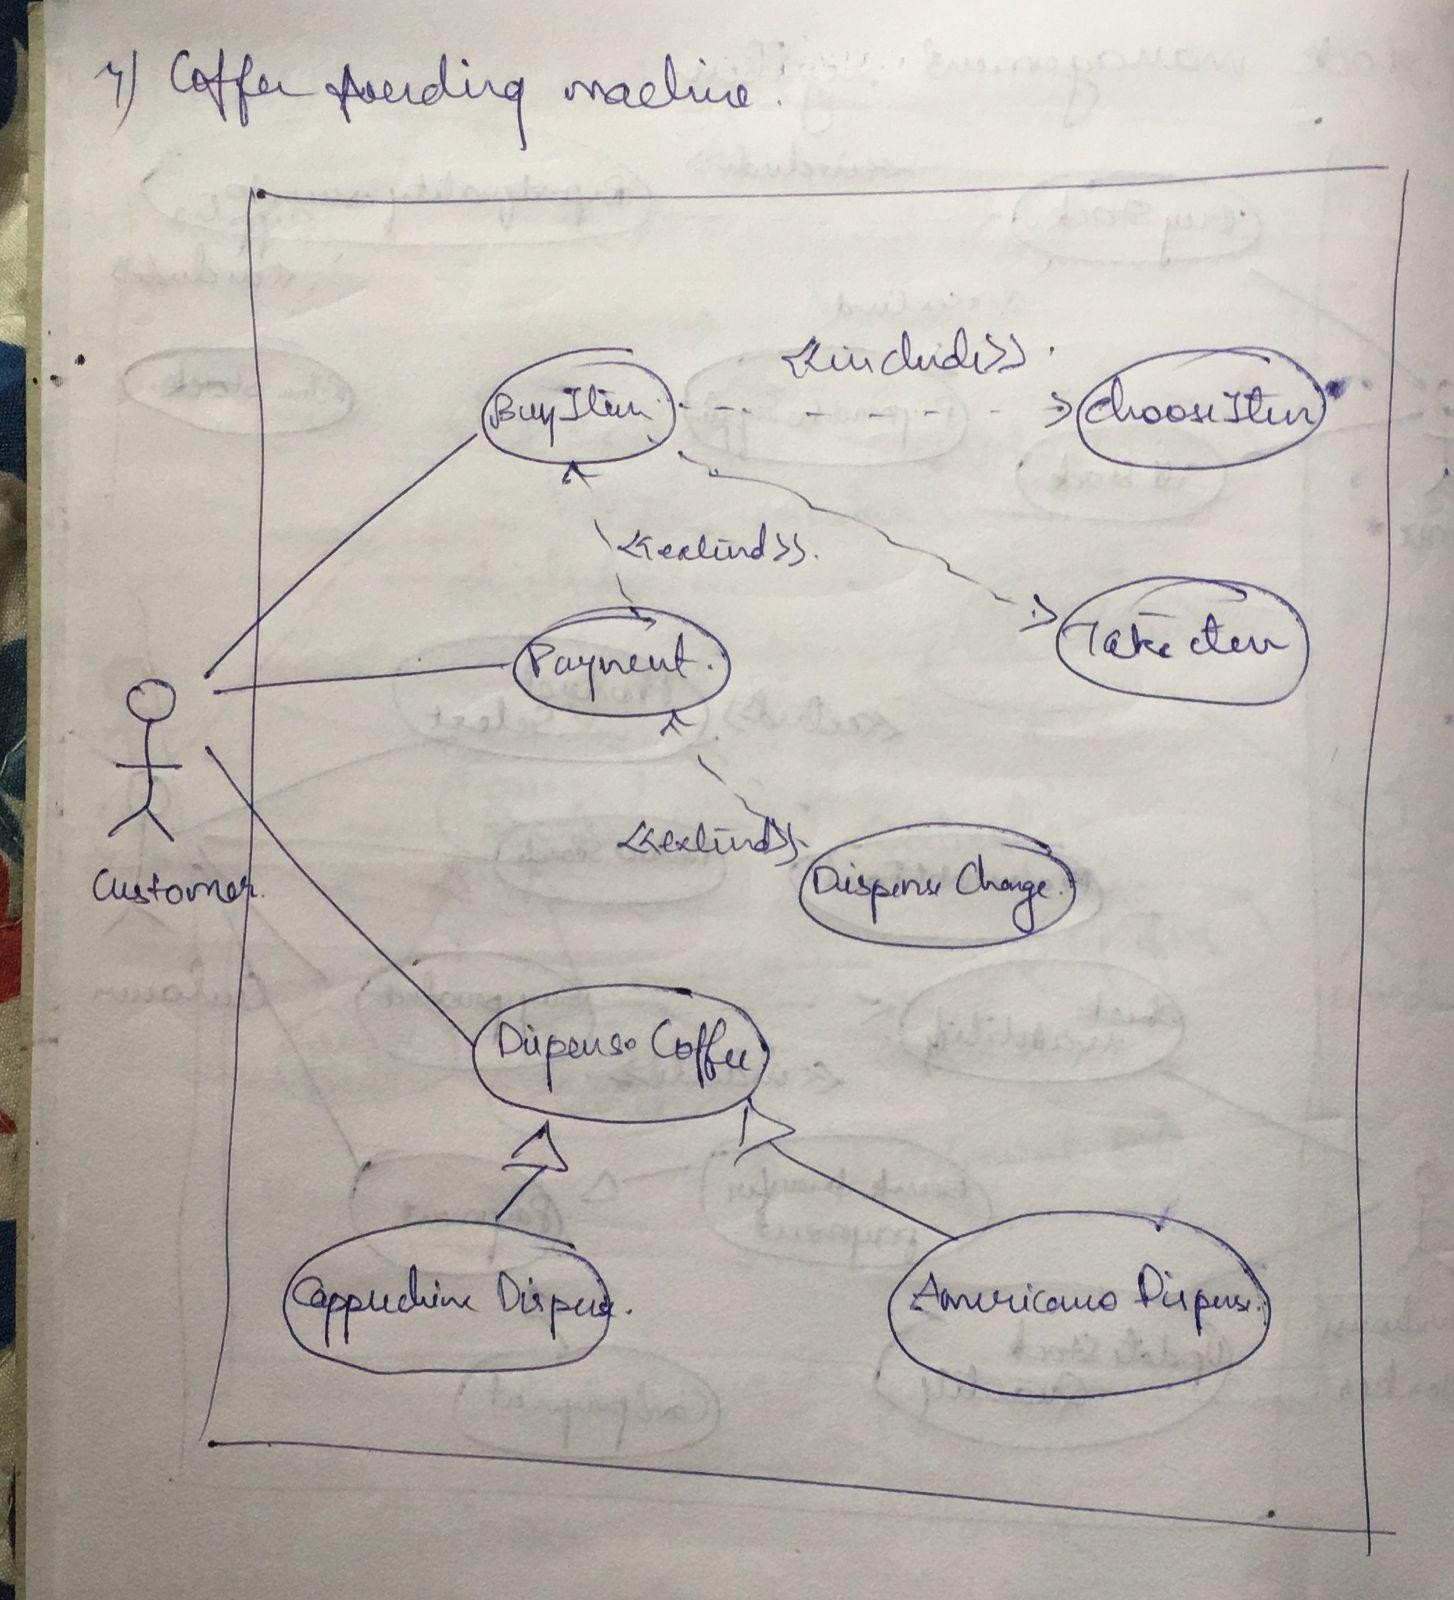 7) Coffee vending machine.
<<include>>
Buy Item
Choose Item
<<extend>>
Payment.
Take Item
<<extend>>
Dispense Change.
Customer.
Dispense Coffee
Cappuchine Dispense.
Americano Dispense.